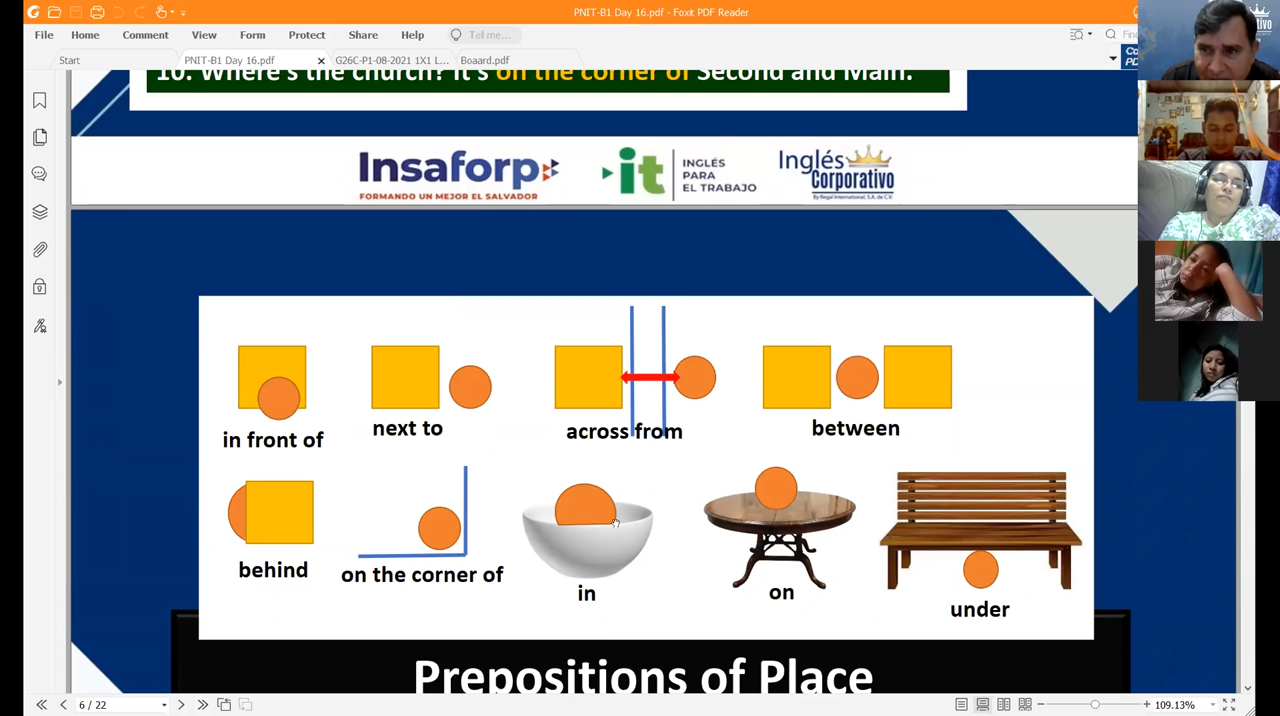 PNIT-B1 Day 16.pdf - Foxit PDF Reader
File Home Comment View Form Protect Share Help Tell me...
Start PNIT-B1 Day 16.pdf G26C-P1-08-2021 1X1 L... Boaard.pdf
10. Where's the church? It's on the corner of Second and Main.
Insaforp
FORMANDO UN MEJOR EL SALVADOR
it
INGLÉS
PARA
EL TRABAJO
Inglés
Corporativo
By Regal International, S.A. de C.V.
in front of
next to
across from
between
behind
on the corner of
in
on
under
Prepositions of Place
6 / 22
109.13%